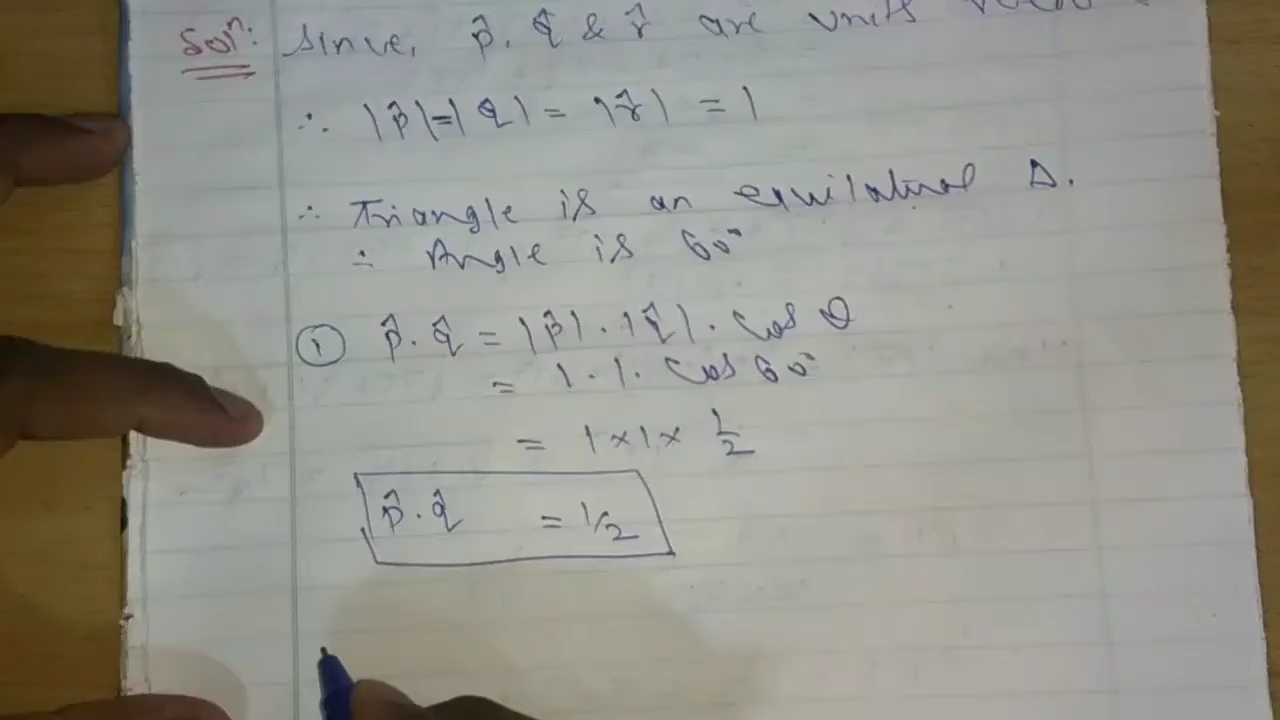 Soln: Since, p̂, q̂ & r̂ are units
∴ |p̂|=|q̂| = |r̂| = 1
∴ Triangle is an equilateral Δ.
∴ Angle is 60°
① p̂.q̂ = |p̂|.|q̂|. cos θ
= 1.1. cos 60°
= 1×1× 1/2
p̂.q̂ = 1/2